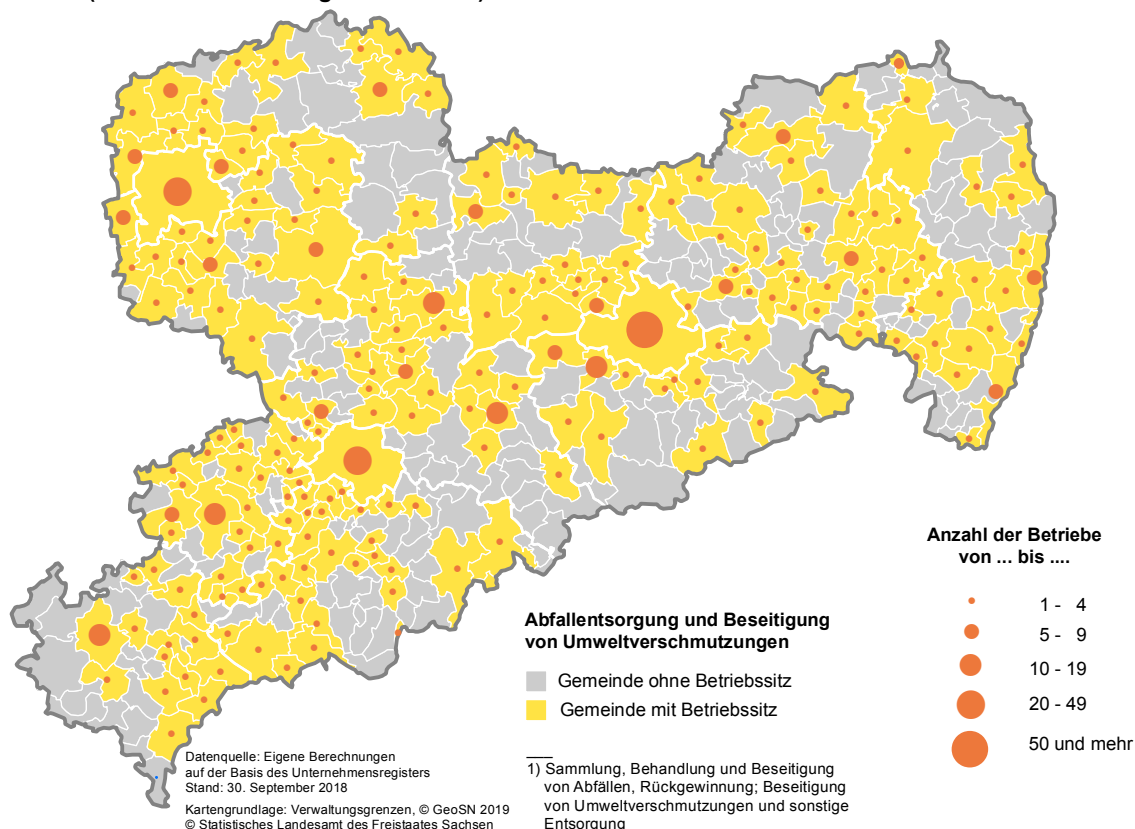 Anzahl der Betriebe
von ... bis ....
1 - 4
5 - 9
10 - 19
20 - 49
50 und mehr
Abfallentsorgung und Beseitigung
von Umweltverschmutzungen
Gemeinde ohne Betriebssitz
Gemeinde mit Betriebssitz
Datenquelle: Eigene Berechnungen
auf der Basis des Unternehmensregisters
Stand: 30. September 2018
Kartengrundlage: Verwaltungsgrenzen, © GeoSN 2019
© Statistisches Landesamt des Freistaates Sachsen
1) Sammlung, Behandlung und Beseitigung
von Abfällen, Rückgewinnung; Beseitigung
von Umweltverschmutzungen und sonstige
Entsorgung